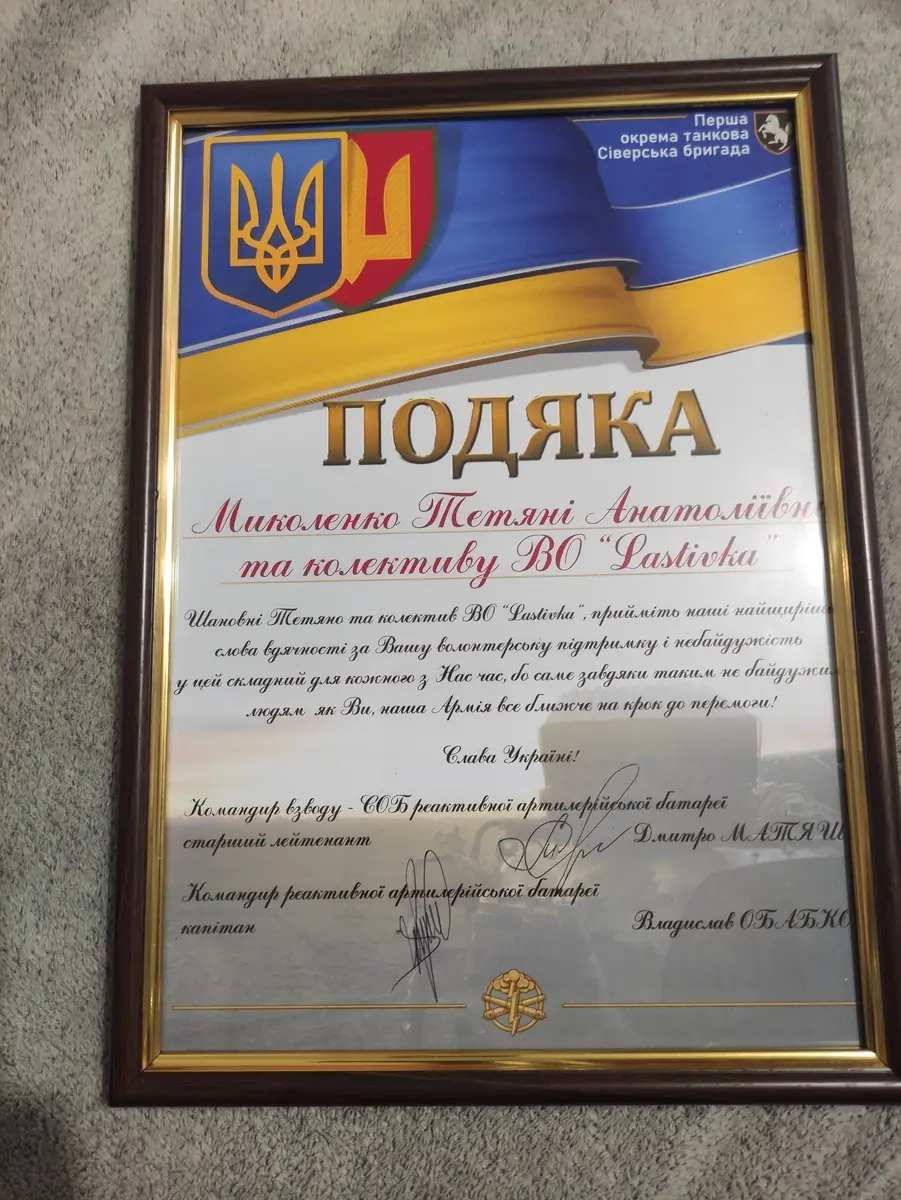 Перша
окрема танкова
Сіверська бригада
ПОДЯКА
Миколенко Тетяні Анатоліївн
та колективу ВО “Lastivka”
Шановні Тетяно та колектив ВО “Lastivka”, прийміть наші найщиріші
слова вдячності за Вашу волонтерську підтримку і небайдужість
у цей складний для кожного з Нас час, бо саме завдяки таким не байдужим
людям як Ви, наша Армія все ближче на крок до перемоги!
Слава Україні!
Командир взводу - СОБ реактивної артилерійської батареї
старший лейтенант Дмитро МАТЯШ
Командир реактивної артилерійської батареї
капітан Владислав ОБАБКО